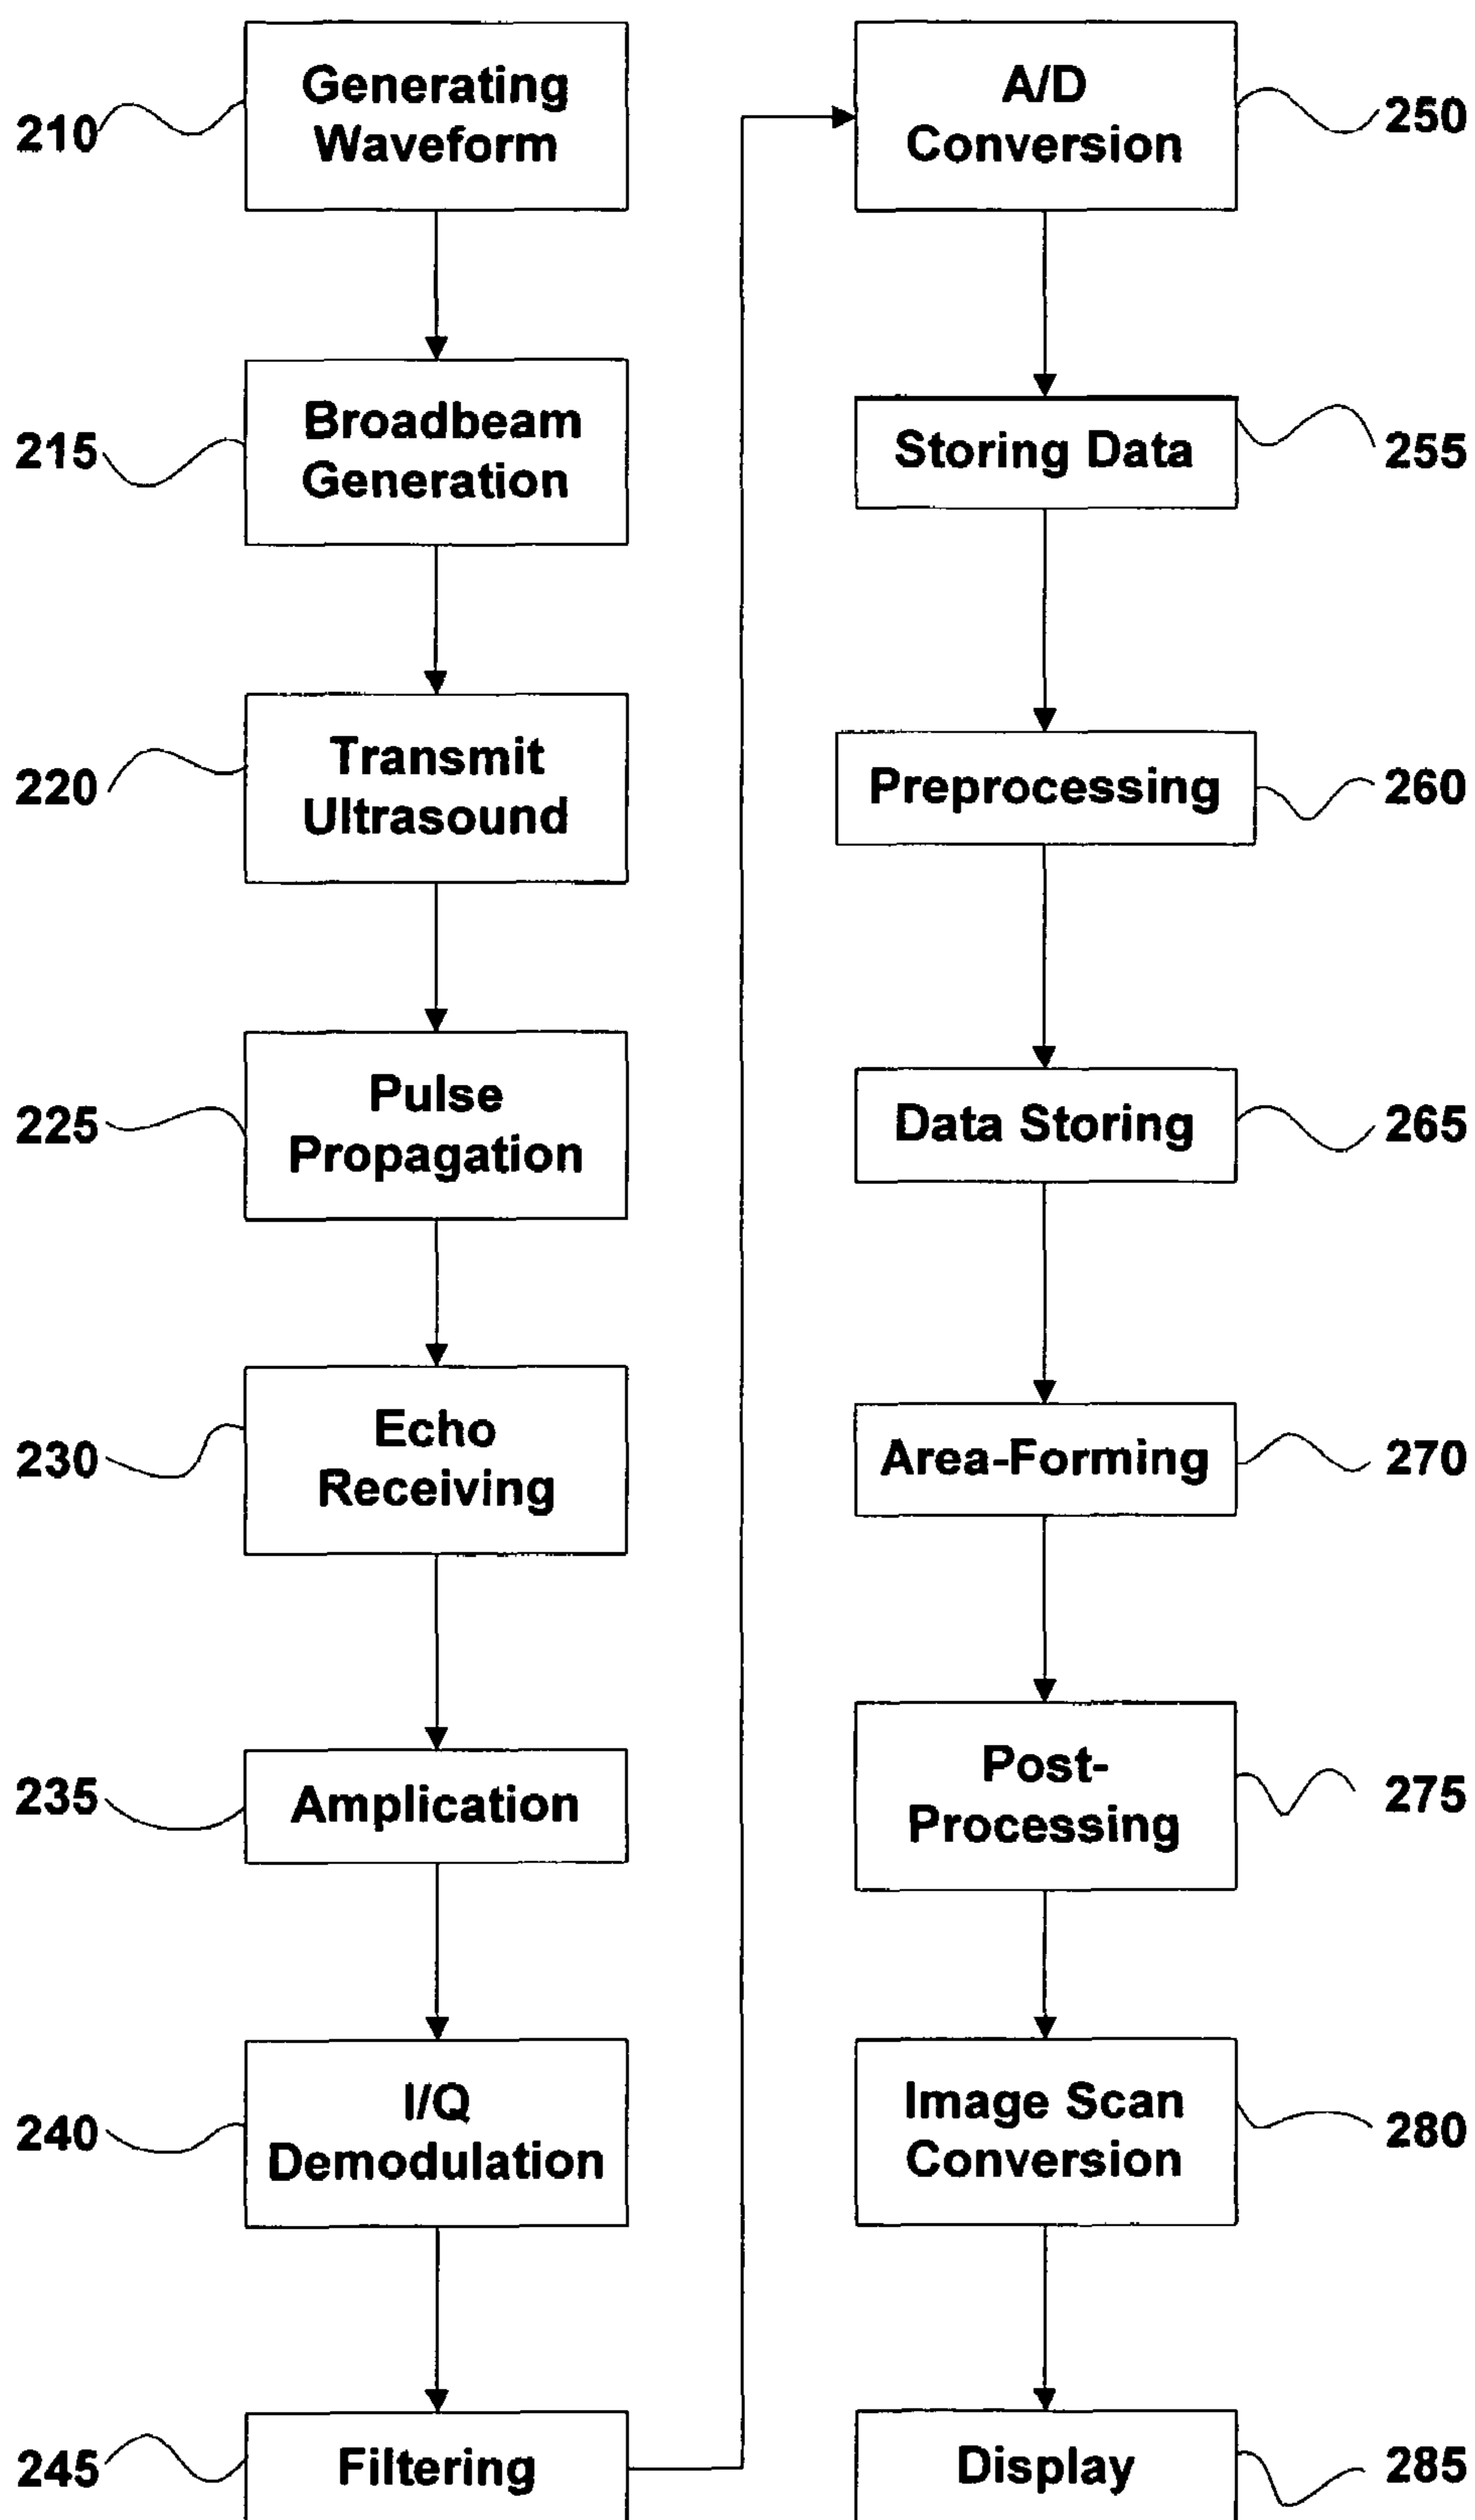 Generating
Waveform
210
Broadbeam
Generation
215
Transmit
Ultrasound
220
Pulse
Propagation
225
Echo
Receiving
230
Amplication
235
I/Q
Demodulation
240
Filtering
245
A/D
Conversion
250
Storing Data
255
Preprocessing
260
Data Storing
265
Area-Forming
270
Post-
Processing
275
Image Scan
Conversion
280
Display
285